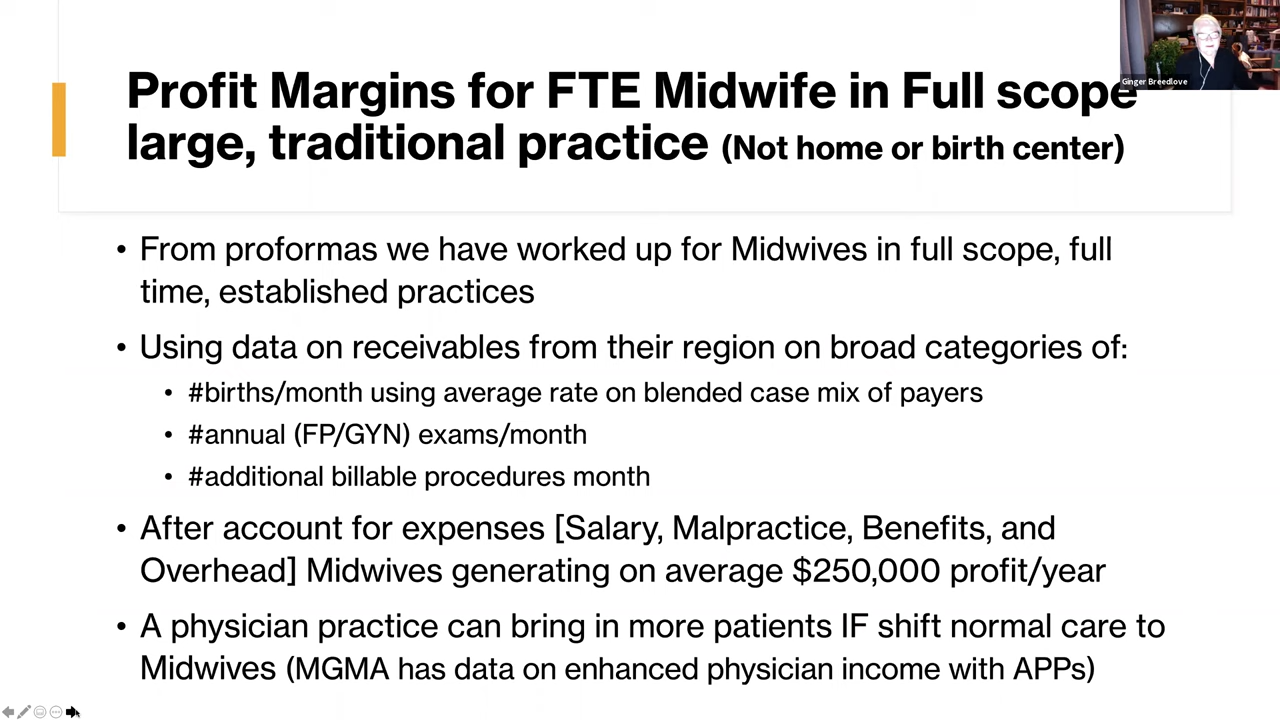 Ginger Breedlove
Profit Margins for FTE Midwife in Full scope
large, traditional practice (Not home or birth center)
• From proformas we have worked up for Midwives in full scope, full
time, established practices
• Using data on receivables from their region on broad categories of:
• #births/month using average rate on blended case mix of payers
• #annual (FP/GYN) exams/month
• #additional billable procedures month
• After account for expenses [Salary, Malpractice, Benefits, and
Overhead] Midwives generating on average $250,000 profit/year
• A physician practice can bring in more patients IF shift normal care to
Midwives (MGMA has data on enhanced physician income with APPs)